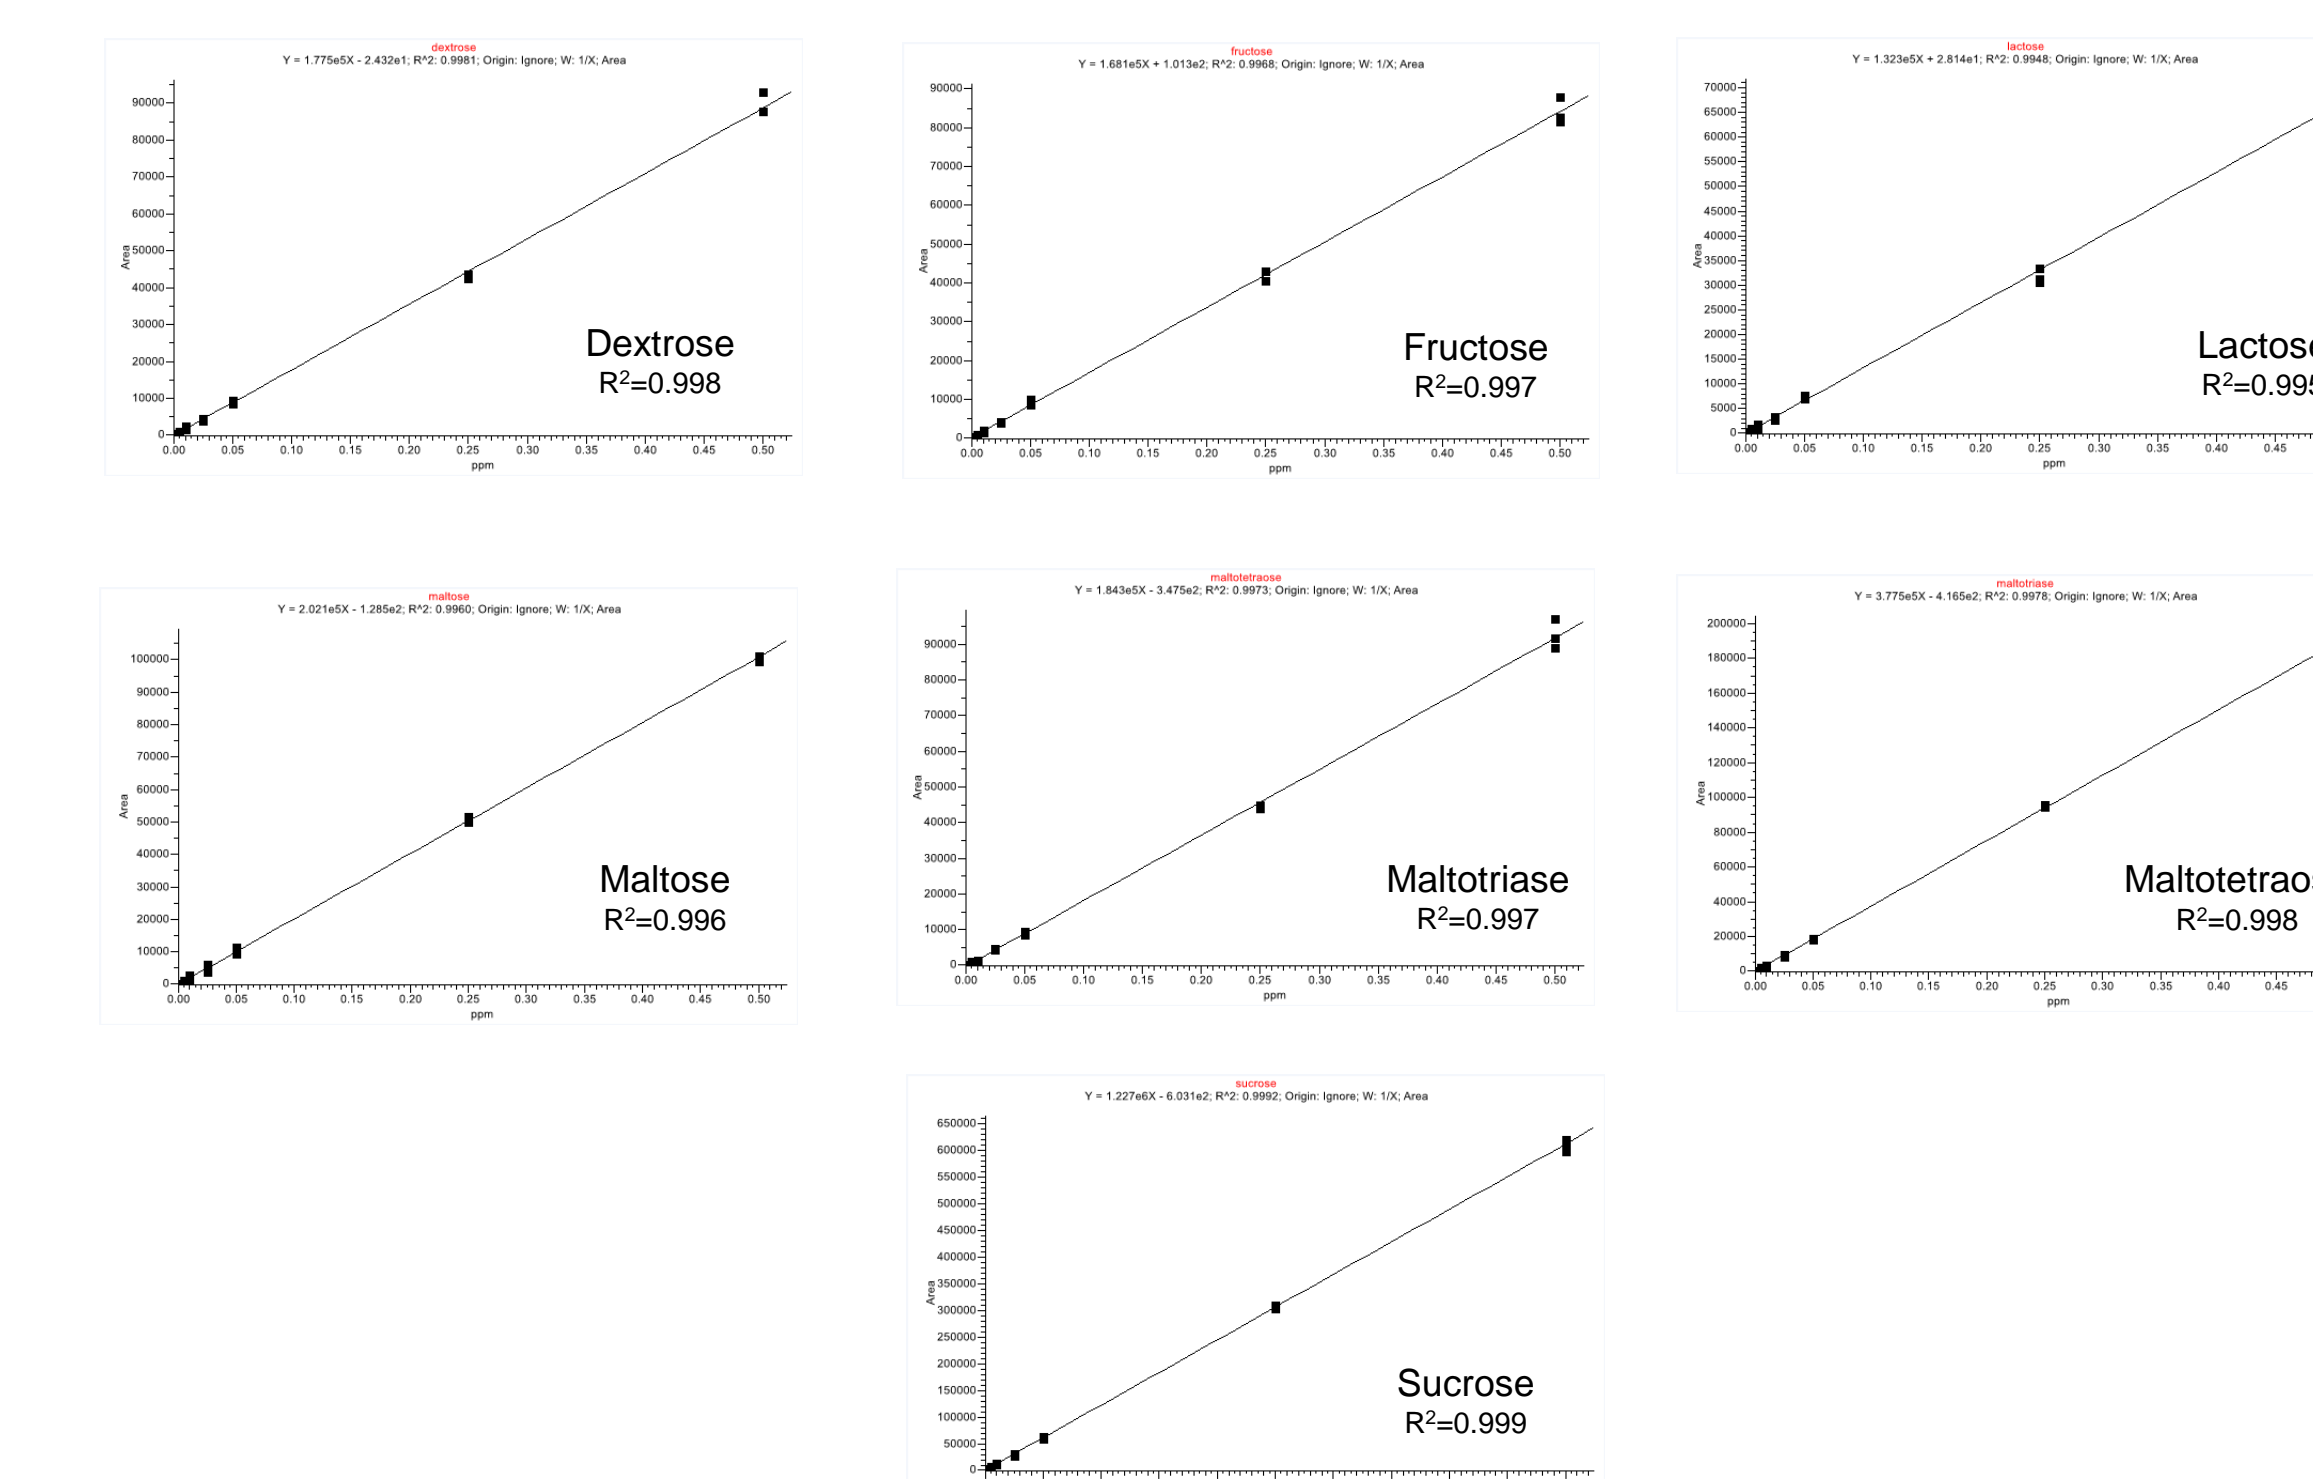 dextrose
Y = 1.775e5X - 2.432e1; R^2: 0.9981; Origin: Ignore; W: 1/X; Area
90000
80000
70000
60000
50000
40000
30000
20000
10000
0
Area
0.00 0.05 0.10 0.15 0.20 0.25 0.30 0.35 0.40 0.45 0.50
ppm
Dextrose
R²=0.998
fructose
Y = 1.681e5X + 1.013e2; R^2: 0.9968; Origin: Ignore; W: 1/X; Area
90000
80000
70000
60000
50000
40000
30000
20000
10000
0
Area
0.00 0.05 0.10 0.15 0.20 0.25 0.30 0.35 0.40 0.45 0.50
ppm
Fructose
R²=0.997
lactose
Y = 1.323e5X + 2.814e1; R^2: 0.9948; Origin: Ignore; W: 1/X; Area
70000
65000
60000
55000
50000
45000
40000
35000
30000
25000
20000
15000
10000
5000
0
Area
0.00 0.05 0.10 0.15 0.20 0.25 0.30 0.35 0.40 0.45
ppm
Lactose
R²=0.995
maltose
Y = 2.021e5X - 1.285e2; R^2: 0.9960; Origin: Ignore; W: 1/X; Area
100000
90000
80000
70000
60000
50000
40000
30000
20000
10000
0
Area
0.00 0.05 0.10 0.15 0.20 0.25 0.30 0.35 0.40 0.45 0.50
ppm
Maltose
R²=0.996
maltotetraose
Y = 1.843e5X - 3.475e2; R^2: 0.9973; Origin: Ignore; W: 1/X; Area
90000
80000
70000
60000
50000
40000
30000
20000
10000
0
Area
0.00 0.05 0.10 0.15 0.20 0.25 0.30 0.35 0.40 0.45 0.50
ppm
Maltotriase
R²=0.997
maltotriase
Y = 3.775e5X - 4.165e2; R^2: 0.9978; Origin: Ignore; W: 1/X; Area
200000
180000
160000
140000
120000
100000
80000
60000
40000
20000
0
Area
0.00 0.05 0.10 0.15 0.20 0.25 0.30 0.35 0.40 0.45
ppm
Maltotetraos
R²=0.998
sucrose
Y = 1.227e6X - 6.031e2; R^2: 0.9992; Origin: Ignore; W: 1/X; Area
650000
600000
550000
500000
450000
400000
350000
300000
250000
200000
150000
100000
50000
0
Area
Sucrose
R²=0.999